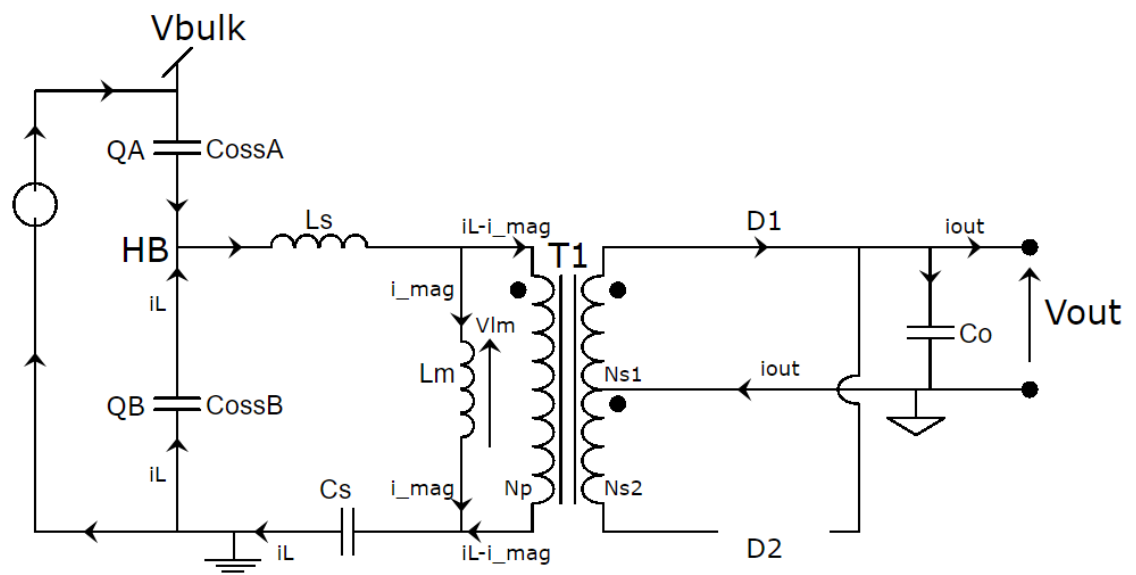 Vbulk
QA
CossA
HB
Ls
iL-i_mag
T1
D1
iout
iL
i_mag
Vlm
Lm
Co
Vout
QB
CossB
Ns1
iout
iL
Cs
i_mag
Np
Ns2
iL
iL-i_mag
D2